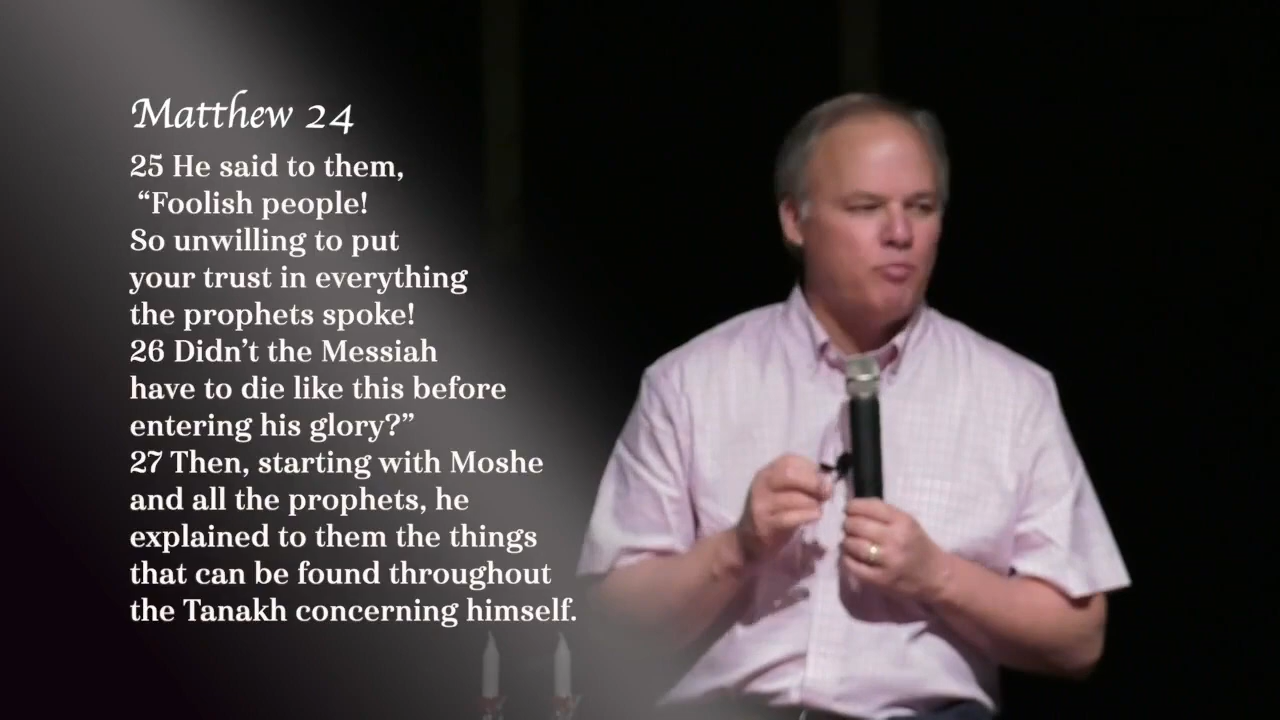 Matthew 24
25 He said to them,
“Foolish people!
So unwilling to put
your trust in everything
the prophets spoke!
26 Didn’t the Messiah
have to die like this before
entering his glory?”
27 Then, starting with Moshe
and all the prophets, he
explained to them the things
that can be found throughout
the Tanakh concerning himself.